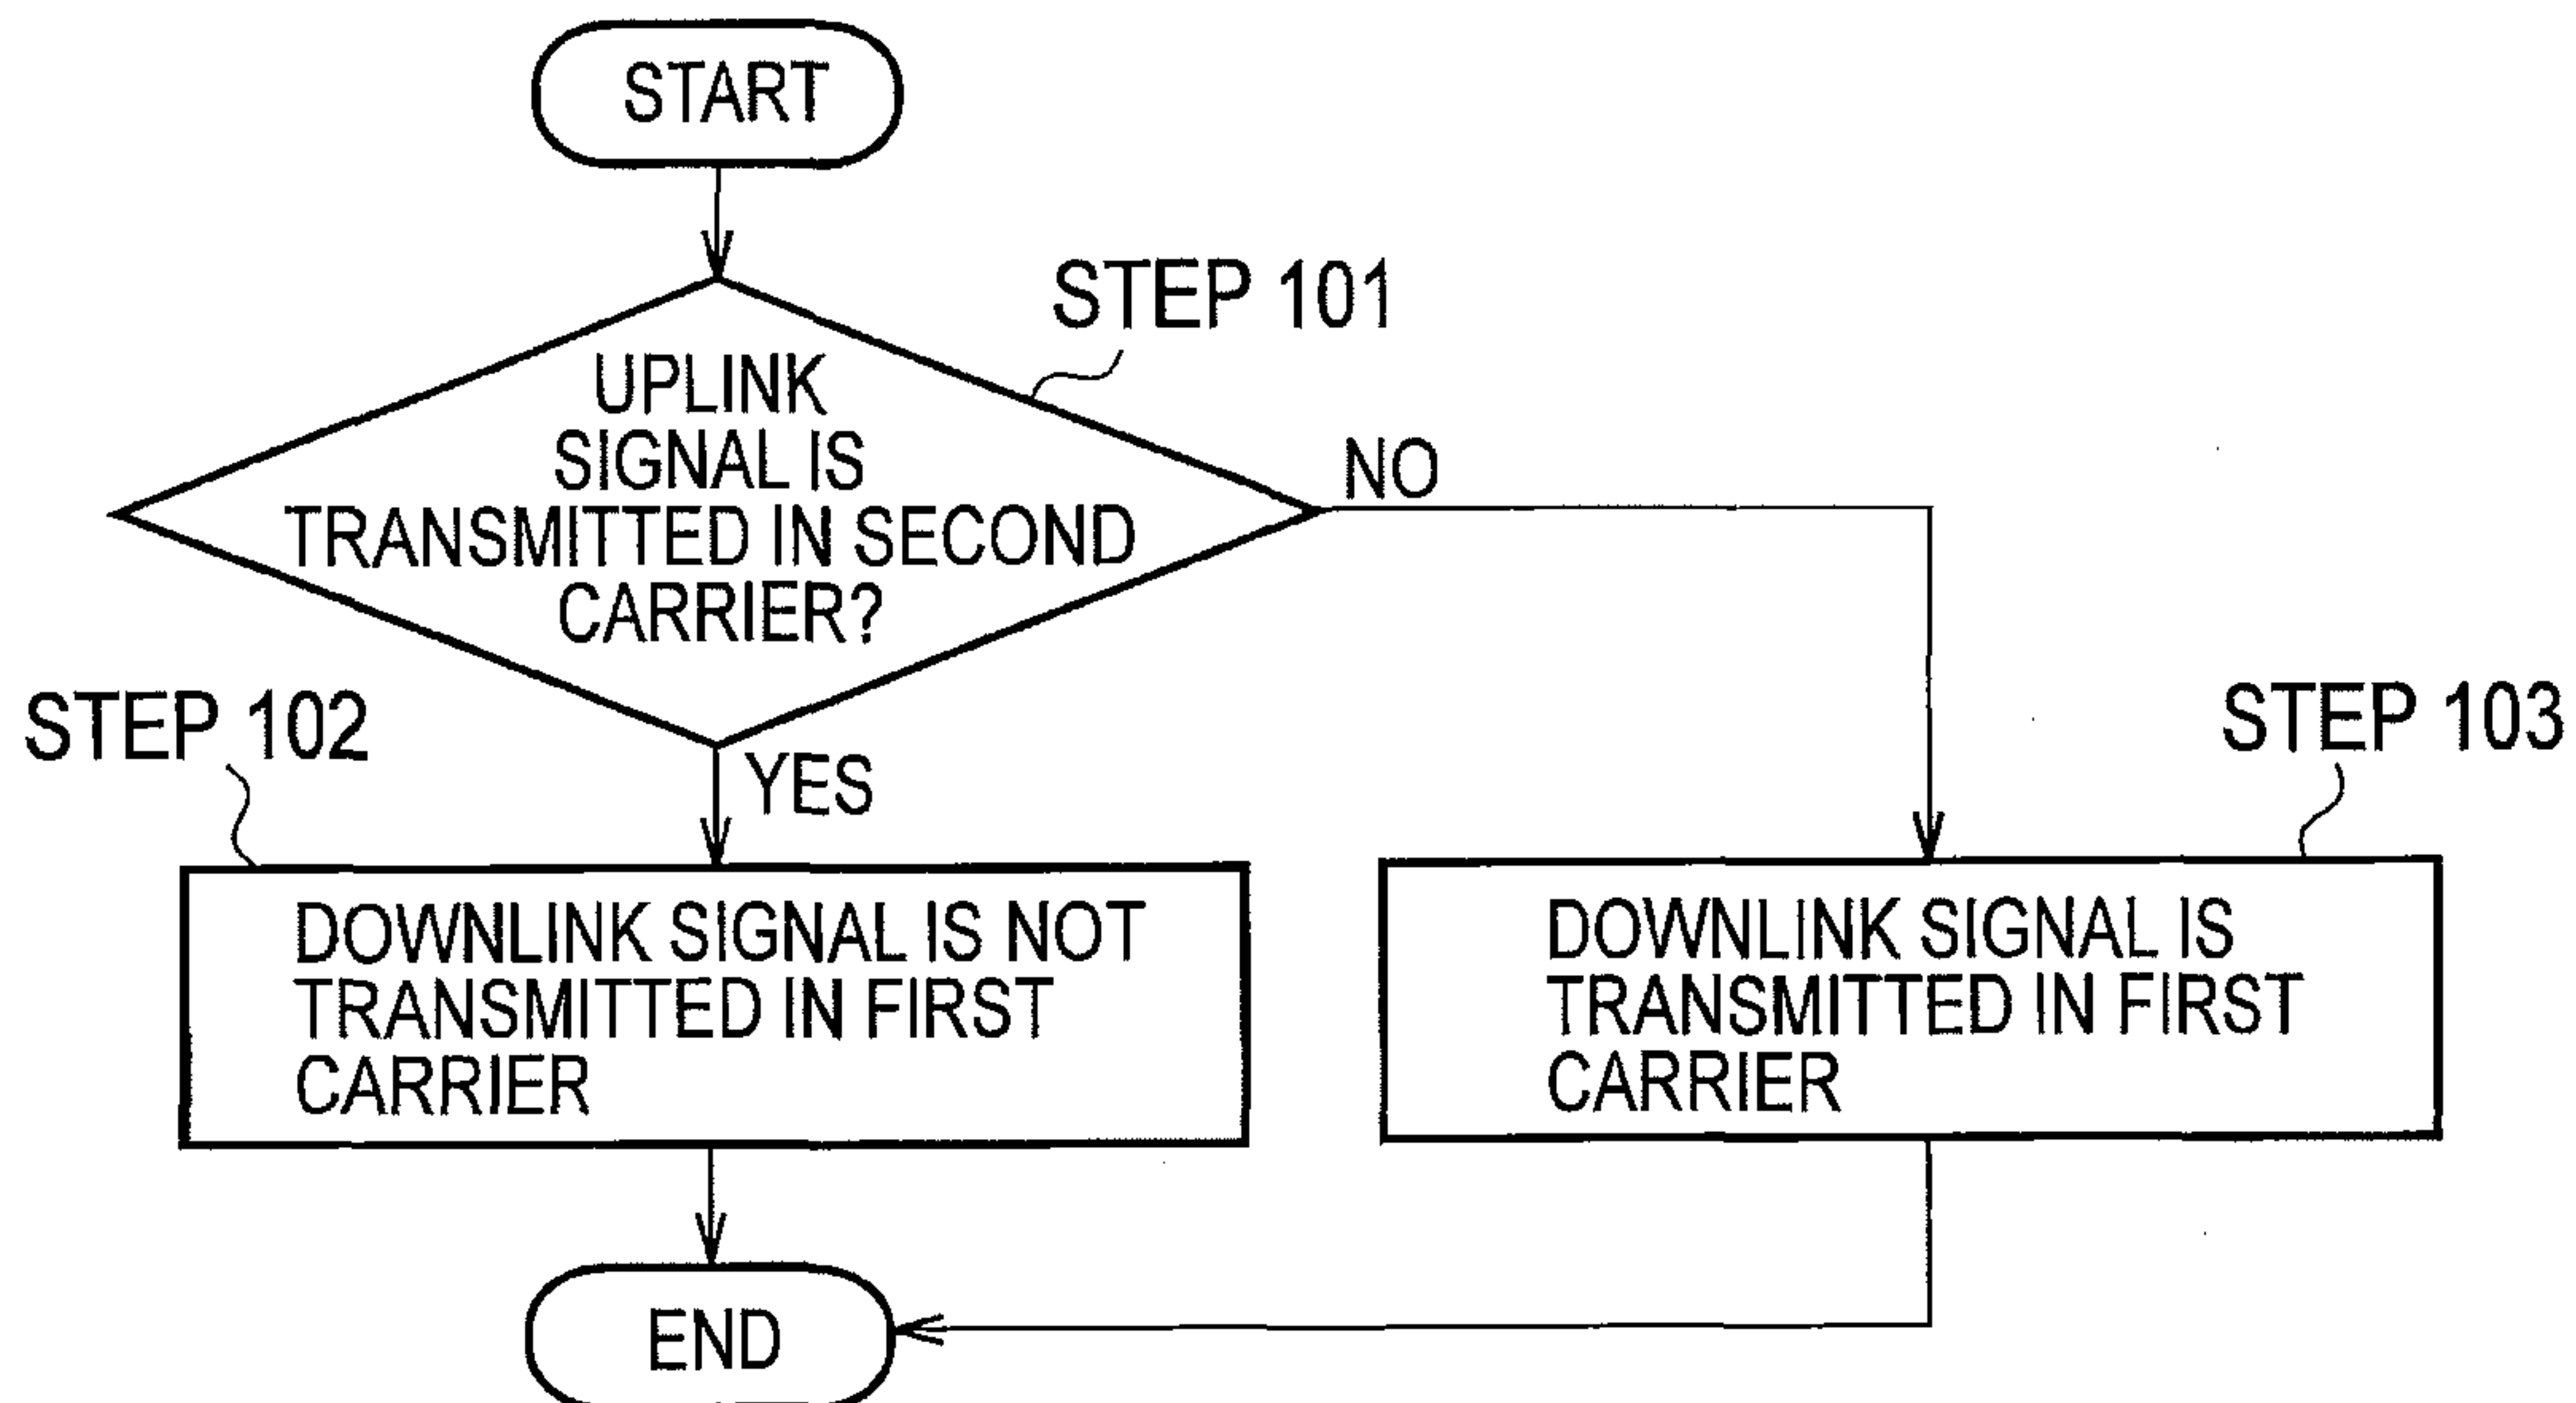 START
STEP 101
UPLINK
SIGNAL IS
TRANSMITTED IN SECOND
CARRIER?
NO
YES
STEP 102
DOWNLINK SIGNAL IS NOT
TRANSMITTED IN FIRST
CARRIER
STEP 103
DOWNLINK SIGNAL IS
TRANSMITTED IN FIRST
CARRIER
END